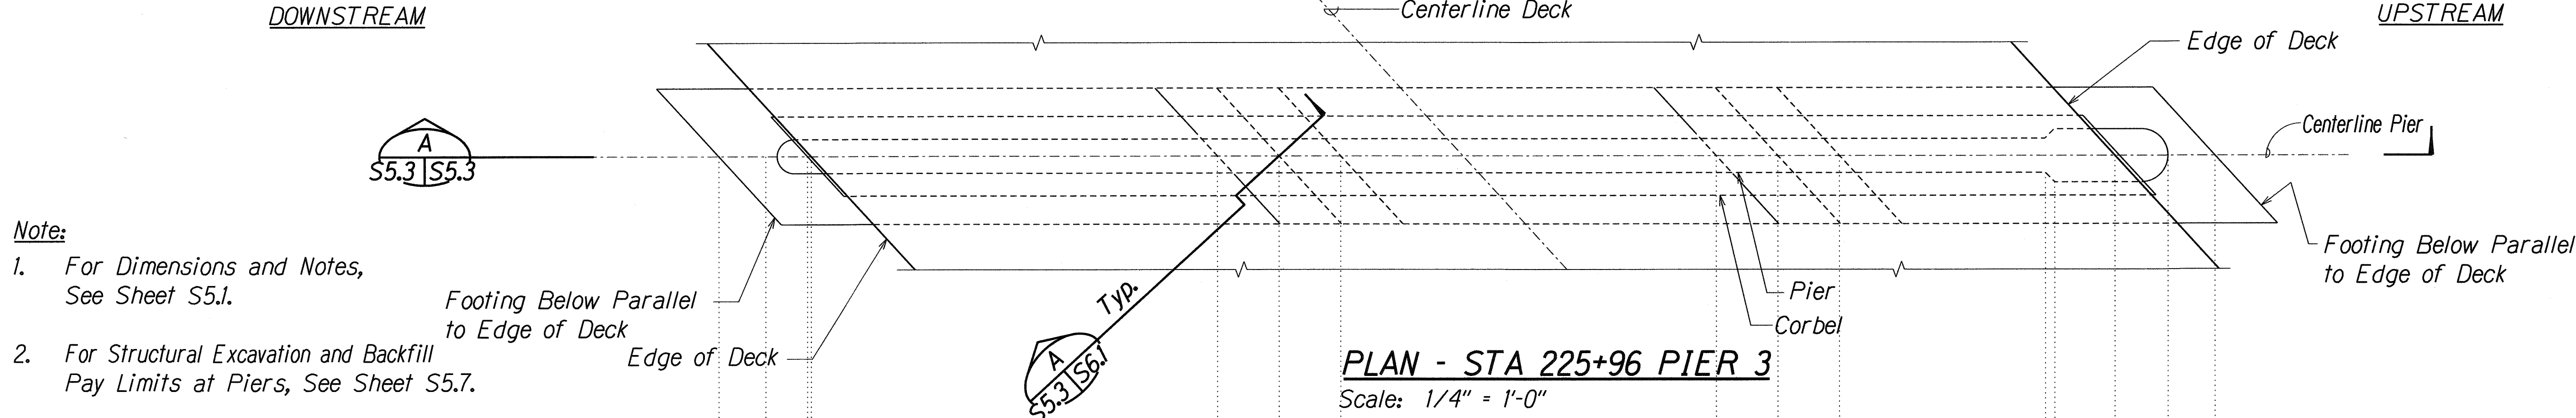 DOWNSTREAM
Centerline Deck
UPSTREAM
Edge of Deck
Centerline Pier
A
S5.3 S5.3
Note:
1. For Dimensions and Notes,
See Sheet S5.1.
2. For Structural Excavation and Backfill
Pay Limits at Piers, See Sheet S5.7.
Footing Below Parallel
to Edge of Deck
Edge of Deck
Typ.
A
S5.3 S6.1
Pier
Corbel
Footing Below Parallel
to Edge of Deck
PLAN - STA 225+96 PIER 3
Scale: 1/4" = 1'-0"